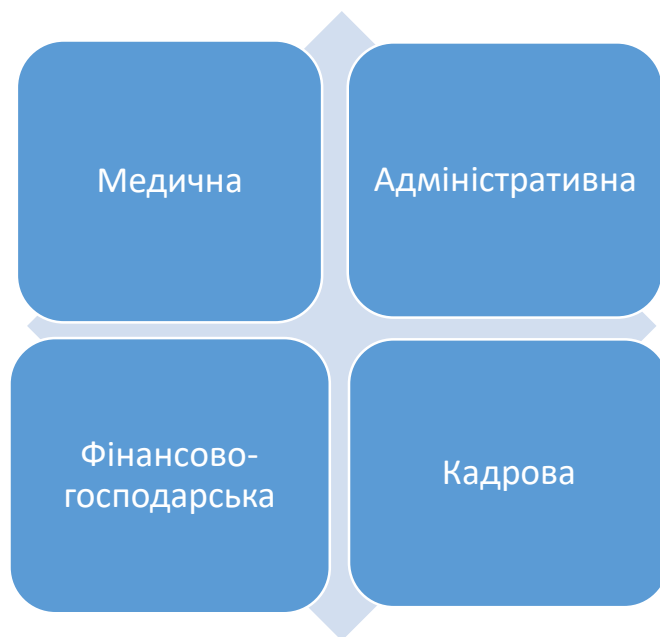 Медична
Адміністративна
Фінансово-
господарська
Кадрова